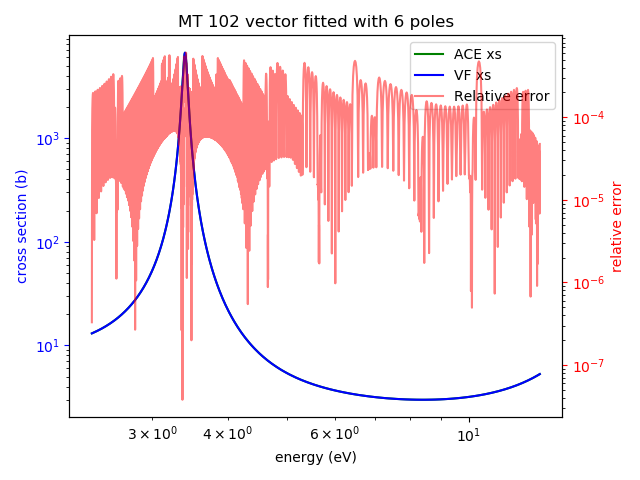 MT 102 vector fitted with 6 poles
ACE xs
VF xs
Relative error
10³
10²
10¹
10⁻⁴
10⁻⁵
10⁻⁶
10⁻⁷
cross section (b)
relative error
3 × 10⁰
4 × 10⁰
6 × 10⁰
10¹
energy (eV)